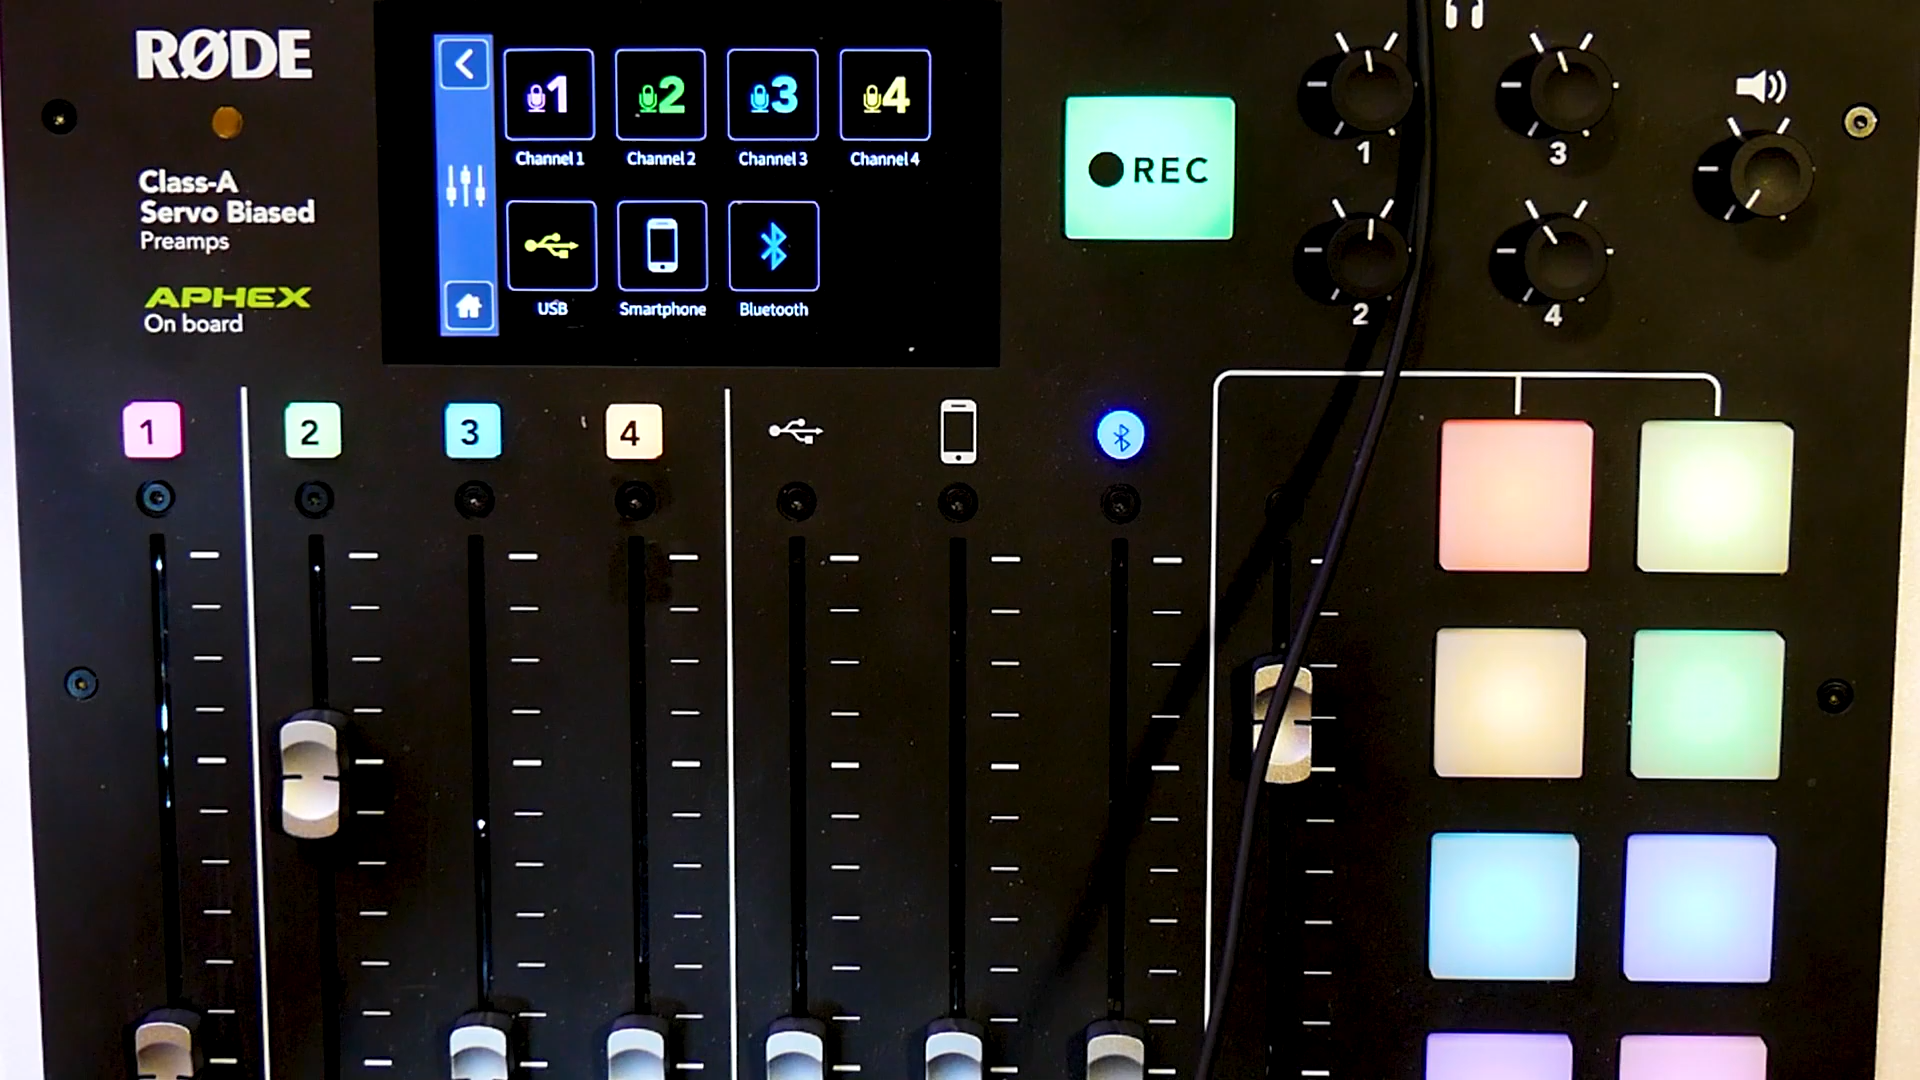 RØDE
Class-A
Servo Biased
Preamps
APHEX
On board
1 2 3 4
Channel 1 Channel 2 Channel 3 Channel 4
USB Smartphone Bluetooth
REC
1 3
2 4
1 2 3 4